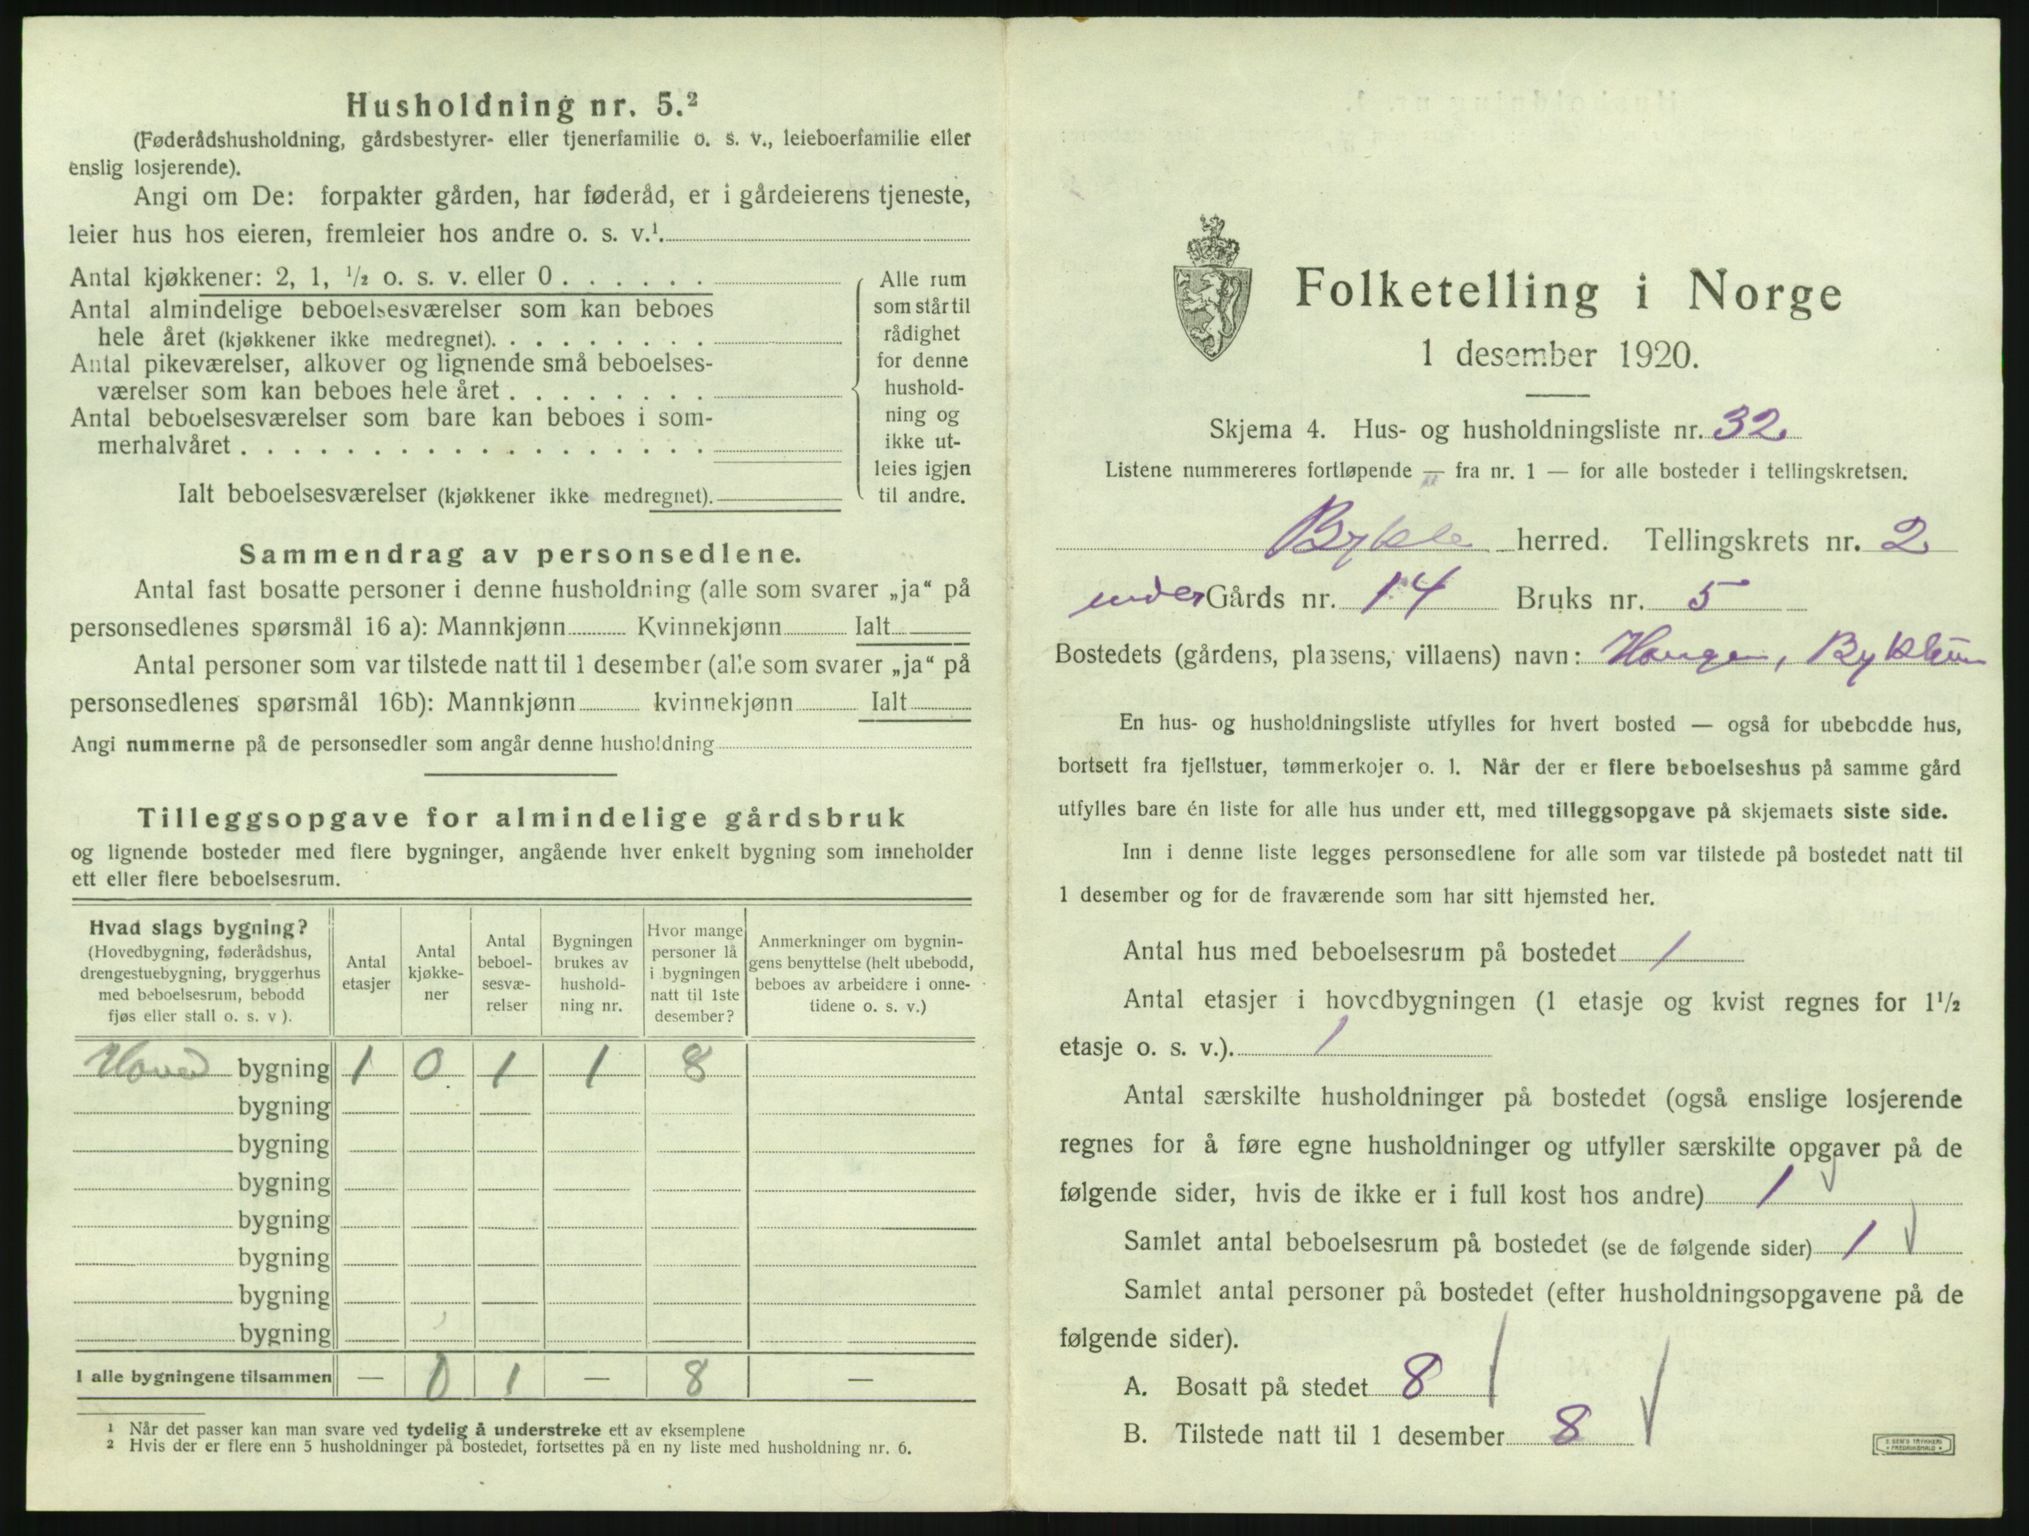 Husholdning nr. 5.²
(Føderådshusholdning, gårdsbestyrer- eller tjenerfamilie o. s. v., leieboerfamilie eller
enslig losjerende).
Angi om De: forpakter gården, har føderåd, er i gårdeierens tjeneste,
leier hus hos eieren, fremleier hos andre o. s. v.¹.
Antal kjøkkener: 2, 1, ½ o. s. v. eller 0 . . . . . .
Antal almindelige beboelsesværelser som kan beboes
hele året (kjøkkener ikke medregnet). . . . . . . . .
Antal pikeværelser, alkover og lignende små beboelses-
værelser som kan beboes hele året . . . . . . . .
Antal beboelsesværelser som bare kan beboes i som-
merhalvåret . . . . . . . . . . . . . . . . . .
Ialt beboelsesværelser (kjøkkener ikke medregnet).
Alle rum
som står til
rådighet
for denne
hushold-
ning og
ikke ut-
leies igjen
til andre.
Sammendrag av personsedlene.
Antal fast bosatte personer i denne husholdning (alle som svarer „ja“ på
personsedlenes spørsmål 16 a): Mannkjønn Kvinnekjønn Ialt
Antal personer som var tilstede natt til 1 desember (alle som svarer „ja“ på
personsedlenes spørsmål 16b): Mannkjønn kvinnekjønn Ialt
Angi nummerne på de personsedler som angår denne husholdning
Tilleggsopgave for almindelige gårdsbruk
og lignende bosteder med flere bygninger, angående hver enkelt bygning som inneholder
ett eller flere beboelsesrum.
Hvad slags bygning?
(Hovedbygning, føderådshus,
drengestuebygning, bryggerhus
med beboelsesrum, bebodd
fjøs eller stall o. s. v ).
Antal
etasjer
Antal
kjøkke-
ner
Antal
beboel-
sesvæ-
relser
Bygningen
brukes av
hushold-
ning nr.
Hvor mange
personer lå
i bygningen
natt til 1ste
desember?
Anmerkninger om bygnin-
gens benyttelse (helt ubebodd,
beboes av arbeidere i onne-
tidene o. s. v.)
Hoved bygning 1 0 1 1 8
bygning
bygning
bygning
bygning
bygning
bygning
bygning
I alle bygningene tilsammen — 0 1 — 8 —
¹ Når det passer kan man svare ved tydelig å understreke ett av eksemplene
² Hvis der er flere enn 5 husholdninger på bostedet, fortsettes på en ny liste med husholdning nr. 6.
Folketelling i Norge
1 desember 1920.
Skjema 4. Hus- og husholdningsliste nr. 32
Listene nummereres fortløpende — fra nr. 1 — for alle bosteder i tellingskretsen.
Bykle herred. Tellingskrets nr. 2
under Gårds nr. 14 Bruks nr. 5
Bostedets (gårdens, plassens, villaens) navn: Haugen, Bykleum
En hus- og husholdningsliste utfylles for hvert bosted — også for ubebodde hus,
bortsett fra fjellstuer, tømmerkojer o. l. Når der er flere beboelseshus på samme gård
utfylles bare én liste for alle hus under ett, med tilleggsopgave på skjemaets siste side.
Inn i denne liste legges personsedlene for alle som var tilstede på bostedet natt til
1 desember og for de fraværende som har sitt hjemsted her.
Antal hus med beboelsesrum på bostedet 1
Antal etasjer i hovedbygningen (1 etasje og kvist regnes for 1½
etasje o. s. v.). 1
Antal særskilte husholdninger på bostedet (også enslige losjerende
regnes for å føre egne husholdninger og utfyller særskilte opgaver på de
følgende sider, hvis de ikke er i full kost hos andre) 1
Samlet antal beboelsesrum på bostedet (se de følgende sider) 1
Samlet antal personer på bostedet (efter husholdningsopgavene på de
følgende sider).
A. Bosatt på stedet 8
B. Tilstede natt til 1 desember 8